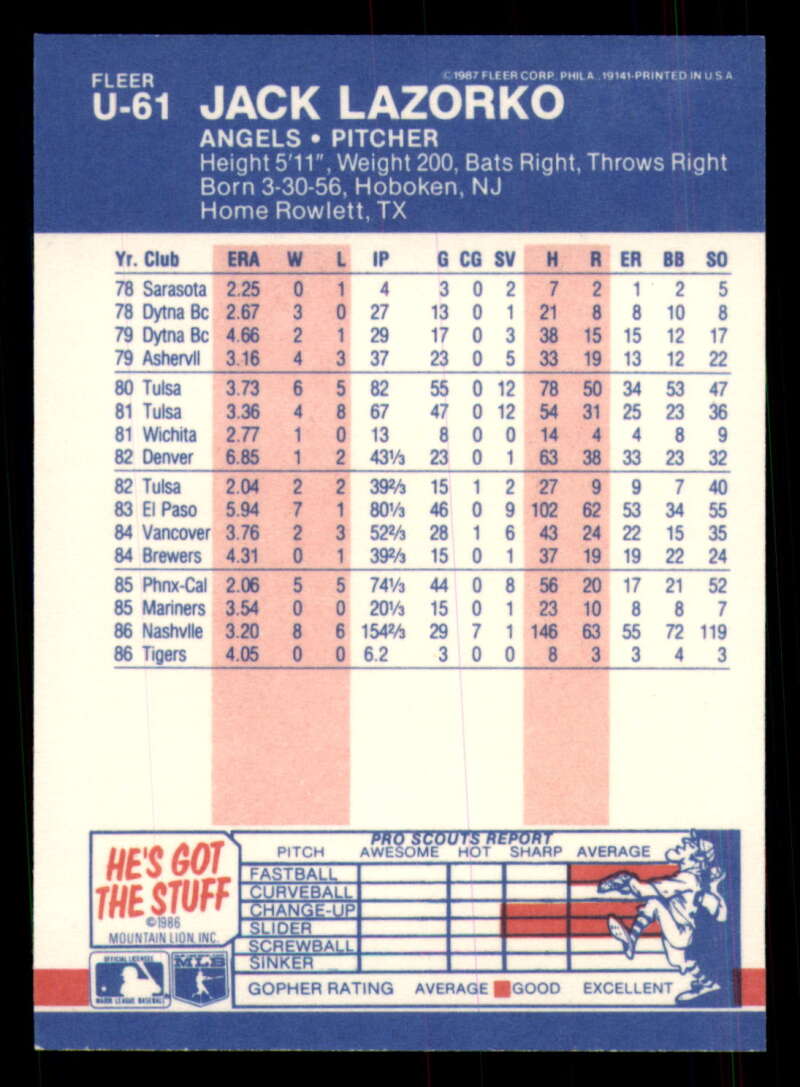 ©1987 FLEER CORP. PHILA., 19141-PRINTED IN U.S.A.
FLEER
U-61 JACK LAZORKO
ANGELS • PITCHER
Height 5'11", Weight 200, Bats Right, Throws Right
Born 3-30-56, Hoboken, NJ
Home Rowlett, TX
Yr. Club ERA W L IP G CG SV H R ER BB SO
78 Sarasota 2.25 0 1 4 3 0 2 7 2 1 2 5
78 Dytna Bc 2.67 3 0 27 13 0 1 21 8 8 10 8
79 Dytna Bc 4.66 2 1 29 17 0 3 38 15 15 12 17
79 Ashervll 3.16 4 3 37 23 0 5 33 19 13 12 22
80 Tulsa 3.73 6 5 82 55 0 12 78 50 34 53 47
81 Tulsa 3.36 4 8 67 47 0 12 54 31 25 23 36
81 Wichita 2.77 1 0 13 8 0 0 14 4 4 8 9
82 Denver 6.85 1 2 43⅓ 23 0 1 63 38 33 23 32
82 Tulsa 2.04 2 2 39⅔ 15 1 2 27 9 9 7 40
83 El Paso 5.94 7 1 80⅓ 46 0 9 102 62 53 34 55
84 Vancover 3.76 2 3 52⅔ 28 1 6 43 24 22 15 35
84 Brewers 4.31 0 1 39⅔ 15 0 1 37 19 19 22 24
85 Phnx-Cal 2.06 5 5 74⅓ 44 0 8 56 20 17 21 52
85 Mariners 3.54 0 0 20⅓ 15 0 1 23 10 8 8 7
86 Nashvlle 3.20 8 6 154⅔ 29 7 1 146 63 55 72 119
86 Tigers 4.05 0 0 6.2 3 0 0 8 3 3 4 3
HE'S GOT
THE STUFF
©1986
MOUNTAIN LION, INC.
OFFICIAL LICENSEE
MAJOR LEAGUE BASEBALL
MLB
PRO SCOUTS REPORT
PITCH AWESOME HOT SHARP AVERAGE
FASTBALL
CURVEBALL
CHANGE-UP
SLIDER
SCREWBALL
SINKER
GOPHER RATING AVERAGE GOOD EXCELLENT